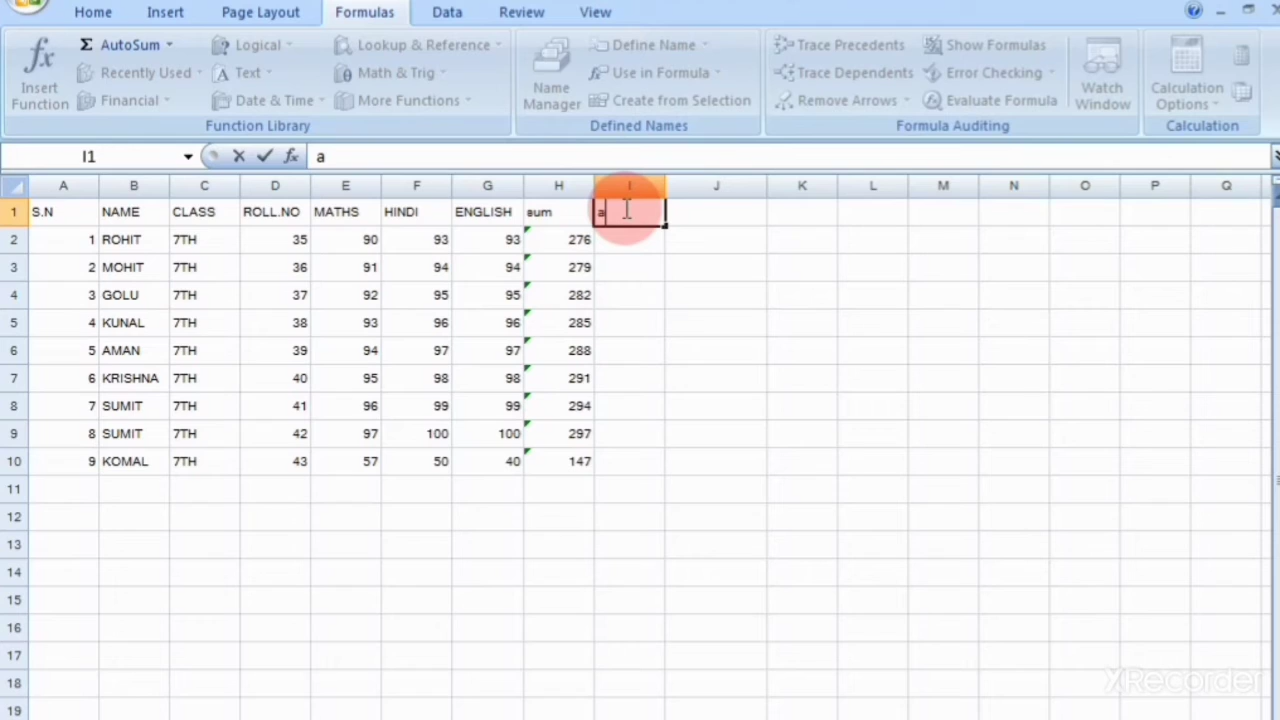 Home Insert Page Layout Formulas Data Review View
Σ AutoSum Logical Lookup & Reference Define Name Trace Precedents Show Formulas
Recently Used Text Math & Trig Use in Formula Trace Dependents Error Checking
Insert Function Financial Date & Time More Functions Name Manager Create from Selection Remove Arrows Evaluate Formula Watch Window Calculation Options
Function Library Defined Names Formula Auditing Calculation
I1 fx a
A B C D E F G H I J K L M N O P Q
1 S.N NAME CLASS ROLL.NO MATHS HINDI ENGLISH sum a
2 1 ROHIT 7TH 35 90 93 93 276
3 2 MOHIT 7TH 36 91 94 94 279
4 3 GOLU 7TH 37 92 95 95 282
5 4 KUNAL 7TH 38 93 96 96 285
6 5 AMAN 7TH 39 94 97 97 288
7 6 KRISHNA 7TH 40 95 98 98 291
8 7 SUMIT 7TH 41 96 99 99 294
9 8 SUMIT 7TH 42 97 100 100 297
10 9 KOMAL 7TH 43 57 50 40 147
11
12
13
14
15
16
17
18
19
XRecorder